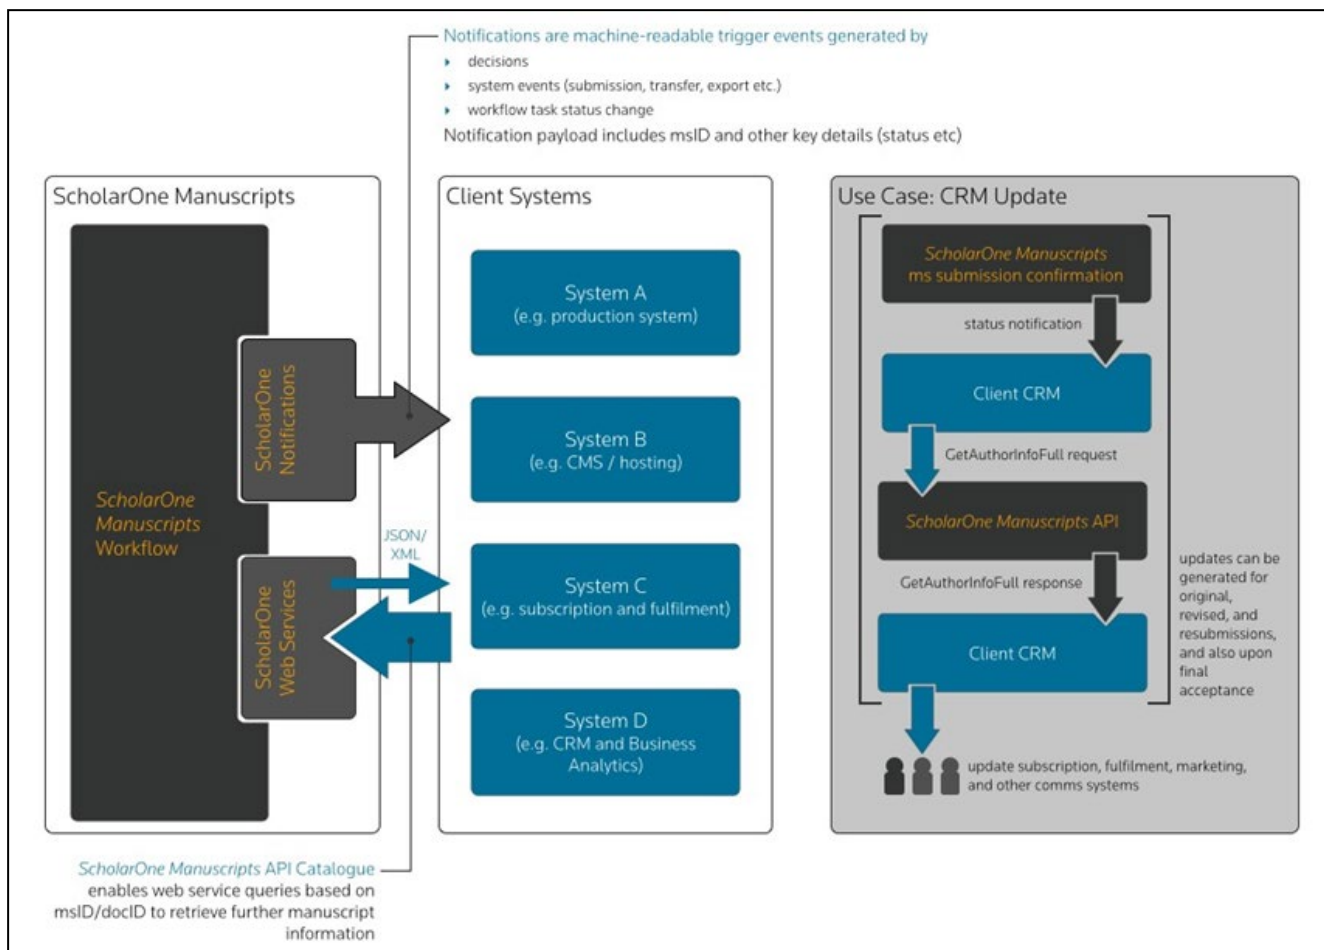 Notifications are machine-readable trigger events generated by
decisions
system events (submission, transfer, export etc.)
workflow task status change
Notification payload includes msID and other key details (status etc)
ScholarOne Manuscripts
ScholarOne
Manuscripts
Workflow
ScholarOne
Notifications
ScholarOne
Web Services
JSON/
XML
Client Systems
System A
(e.g. production system)
System B
(e.g. CMS / hosting)
System C
(e.g. subscription and fulfilment)
System D
(e.g. CRM and Business
Analytics)
Use Case: CRM Update
ScholarOne Manuscripts
ms submission confirmation
status notification
Client CRM
GetAuthorInfoFull request
ScholarOne Manuscripts API
GetAuthorInfoFull response
Client CRM
updates can be
generated for
original,
revised, and
resubmissions,
and also upon
final
acceptance
update subscription, fulfilment, marketing,
and other comms systems
ScholarOne Manuscripts API Catalogue
enables web service queries based on
msID/docID to retrieve further manuscript
information